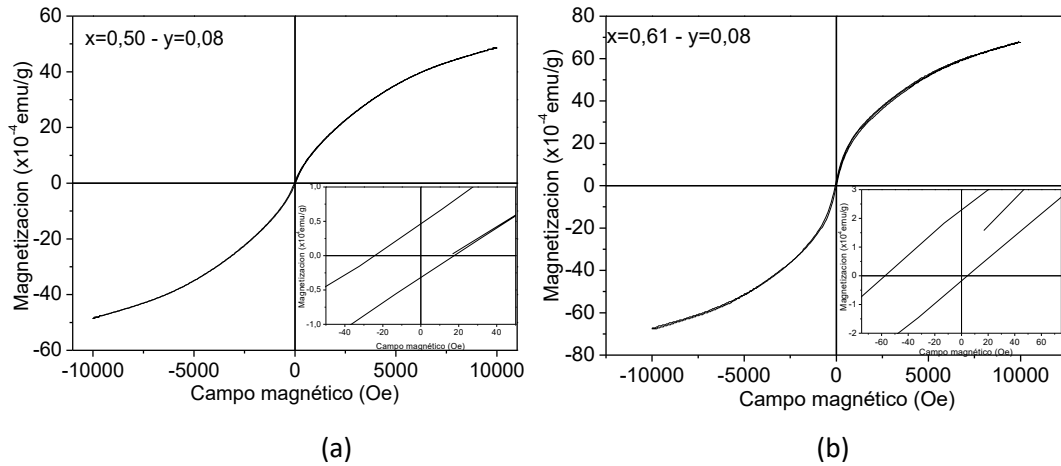 x=0,50 - y=0,08
Magnetizacion (x10⁻⁴emu/g)
60
40
20
0
-20
-40
-60
-10000 -5000 0 5000 10000
Campo magnético (Oe)
Magnetizacion (x10⁴emu/g)
1,0
0,5
0,0
-0,5
-1,0
-40 -20 0 20 40
Campo magnético (Oe)
(a)
x=0,61 - y=0,08
Magnetización (x10⁻⁴emu/g)
80
60
40
20
0
-20
-40
-60
-80
-10000 -5000 0 5000 10000
Campo magnético (Oe)
Magnetización (x10⁴emu/g)
3
2
1
0
-1
-2
-60 -40 -20 0 20 40 60
Campo magnético (Oe)
(b)